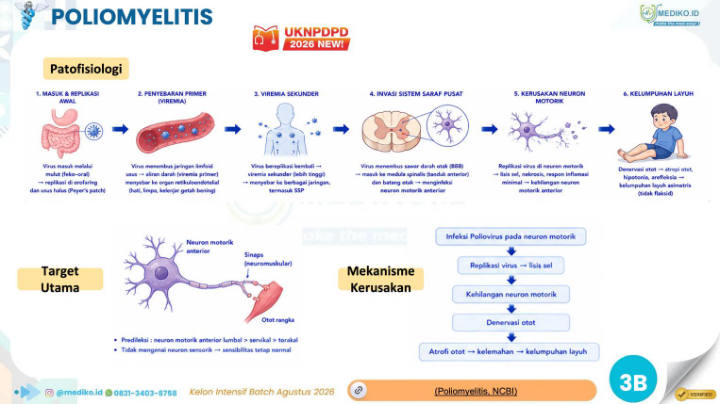 POLIOMYELITIS
UKNPDPD
2026 NEW!
MEDIKO.ID
Patofisiologi
1. MASUK & REPLIKASI
AWAL
Virus masuk melalui
mulut (feko-oral)
→ replikasi di orofaring
dan usus halus (Peyer's patch)
2. PENYEBARAN PRIMER
(VIREMIA)
Virus menembus jaringan limfoid
usus → aliran darah (viremia primer)
menyebar ke organ retikuloendotelial
(hati, limpa, kelenjar getah bening)
3. VIREMIA SEKUNDER
Virus bereplikasi kembali →
viremia sekunder (lebih tinggi)
→ menyebar ke berbagai jaringan,
termasuk SSP
4. INVASI SISTEM SARAF PUSAT
Virus menembus sawar darah otak (BBB)
→ masuk ke medula spinalis (tanduk anterior)
dan batang otak → menginfeksi
neuron motorik anterior
5. KERUSAKAN NEURON
MOTORIK
Replikasi virus di neuron motorik
→ lisis sel, nekrosis, respon inflamasi
minimal → kehilangan neuron
motorik anterior
6. KELUMPUHAN LAYUH
Denervasi otot → atropi otot,
hipotonia, arefleksia →
kelumpuhan layuh asimetris
(tidak flaksid)
Target
Utama
Neuron motorik
anterior
Sinaps
(neuromuskular)
Otot rangka
• Predileksi : neuron motorik anterior lumbal > servikal > torakal
• Tidak mengenai neuron sensorik → sensibilitas tetap normal
Mekanisme
Kerusakan
Infeksi Poliovirus pada neuron motorik
Replikasi virus → lisis sel
Kehilangan neuron motorik
Denervasi otot
Atrofi otot → kelemahan → kelumpuhan layuh
3B
@mediko.id
0821-3403-6768
Kelon Intensif Batch Agustus 2026
(Poliomyelitis, NCBI)